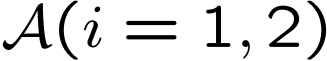 𝒜(i = 1, 2)